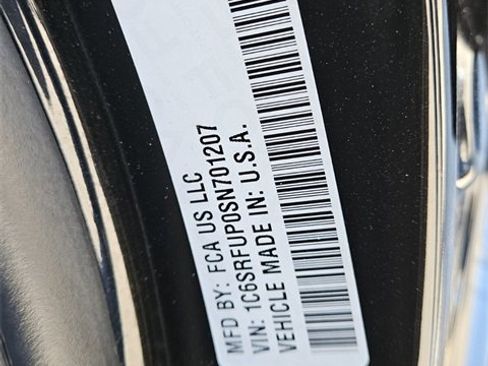 MFD BY: FCA US LLC
VIN: 1C6SRFUP0SN701207
VEHICLE MADE IN: U.S.A.